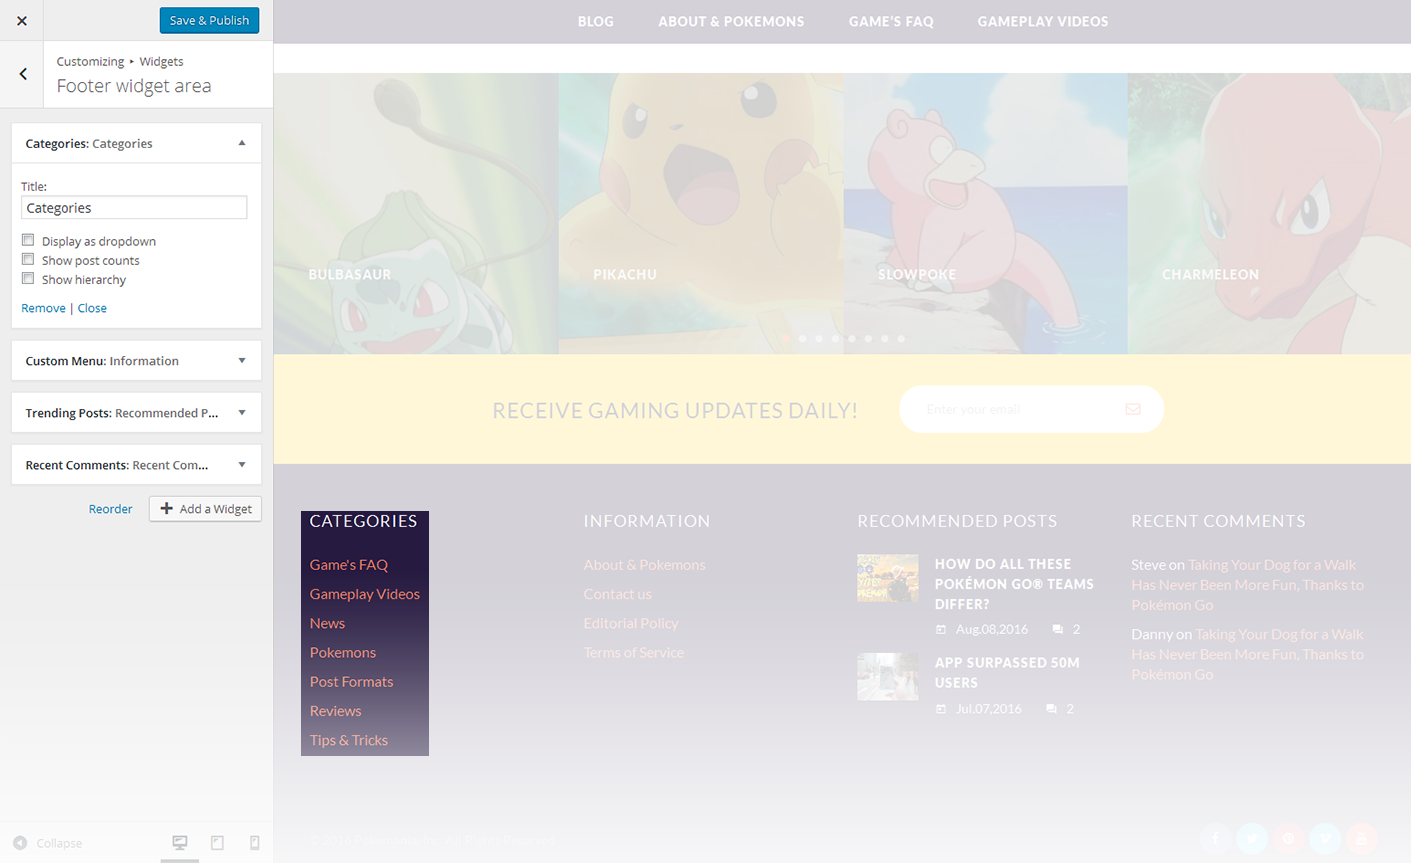 Save & Publish
Customizing ▸ Widgets
Footer widget area
Categories: Categories
Title:
Categories
Display as dropdown
Show post counts
Show hierarchy
Remove | Close
Custom Menu: Information
Trending Posts: Recommended P...
Recent Comments: Recent Com...
Reorder
Add a Widget
Collapse
BLOG
ABOUT & POKEMONS
GAME'S FAQ
GAMEPLAY VIDEOS
BULBASAUR
PIKACHU
SLOWPOKE
CHARMELEON
RECEIVE GAMING UPDATES DAILY!
Enter your email
CATEGORIES
Game's FAQ
Gameplay Videos
News
Pokemons
Post Formats
Reviews
Tips & Tricks
INFORMATION
About & Pokemons
Contact us
Editorial Policy
Terms of Service
RECOMMENDED POSTS
HOW DO ALL THESE
POKÉMON GO® TEAMS
DIFFER?
Aug.08,2016 2
APP SURPASSED 50M
USERS
Jul.07,2016 2
RECENT COMMENTS
Steve on Taking Your Dog for a Walk
Has Never Been More Fun, Thanks to
Pokémon Go
Danny on Taking Your Dog for a Walk
Has Never Been More Fun, Thanks to
Pokémon Go